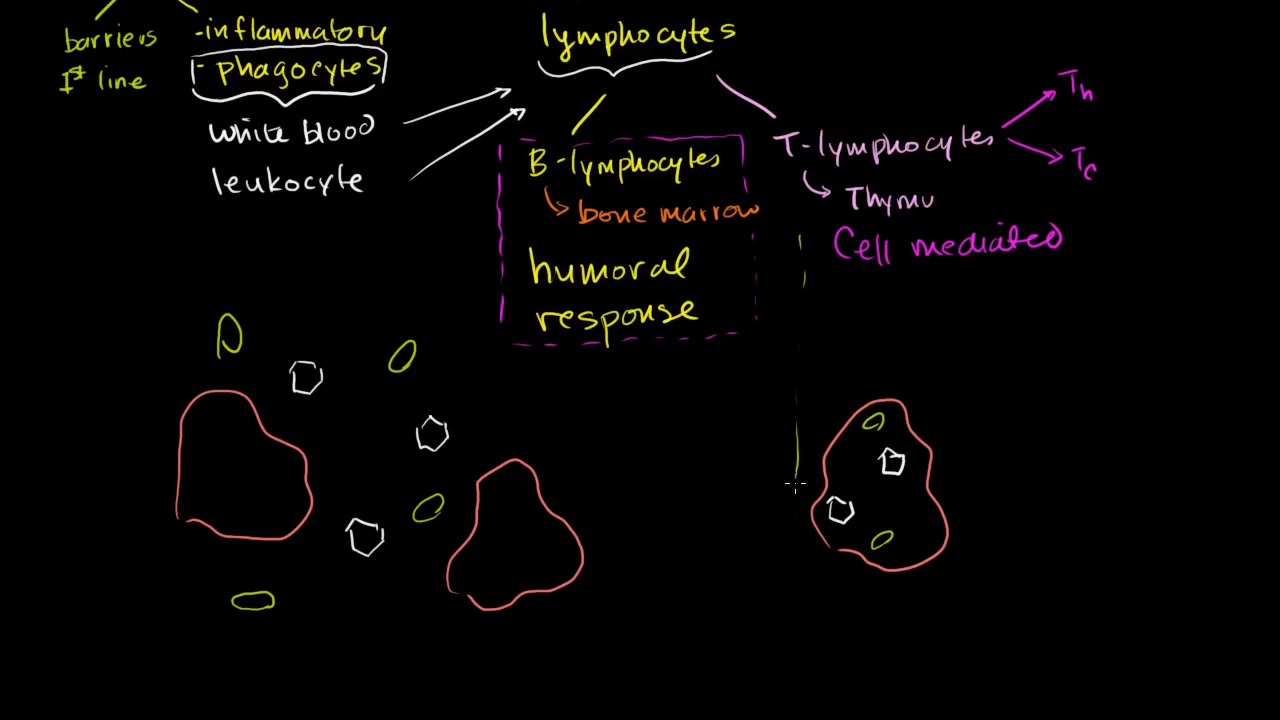 barriers
1st line
-inflammatory
- phagocytes
white blood
leukocyte
lymphocytes
B-lymphocytes
bone marrow
humoral
response
T-lymphocytes
Thymu
Cell mediated
Th
Tc